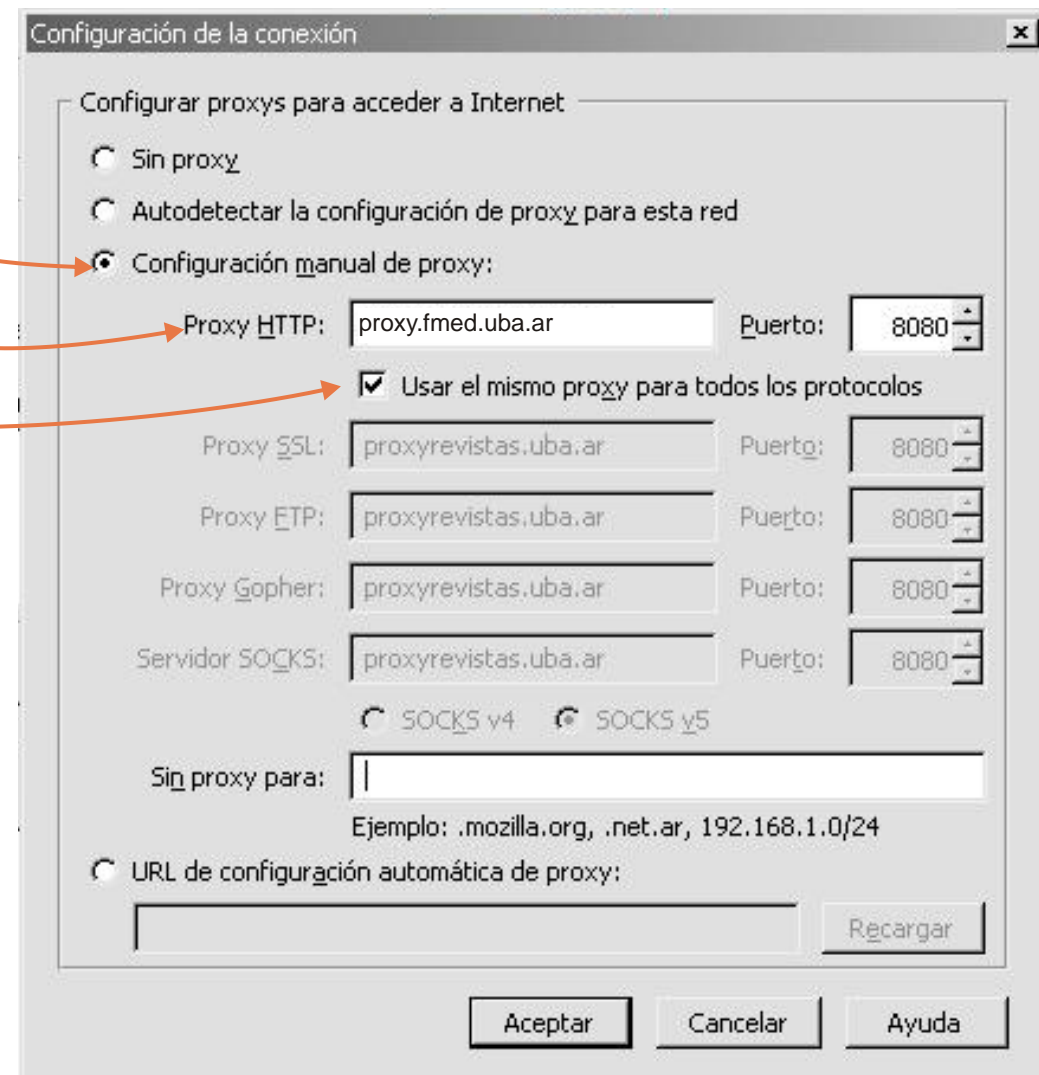 Configuración de la conexión
Configurar proxys para acceder a Internet
Sin proxy
Autodetectar la configuración de proxy para esta red
Configuración manual de proxy:
Proxy HTTP: proxy.fmed.uba.ar Puerto: 8080
Usar el mismo proxy para todos los protocolos
Proxy SSL: proxyrevistas.uba.ar Puerto: 8080
Proxy FTP: proxyrevistas.uba.ar Puerto: 8080
Proxy Gopher: proxyrevistas.uba.ar Puerto: 8080
Servidor SOCKS: proxyrevistas.uba.ar Puerto: 8080
SOCKS v4 SOCKS v5
Sin proxy para:
Ejemplo: .mozilla.org, .net.ar, 192.168.1.0/24
URL de configuración automática de proxy:
Recargar
Aceptar Cancelar Ayuda